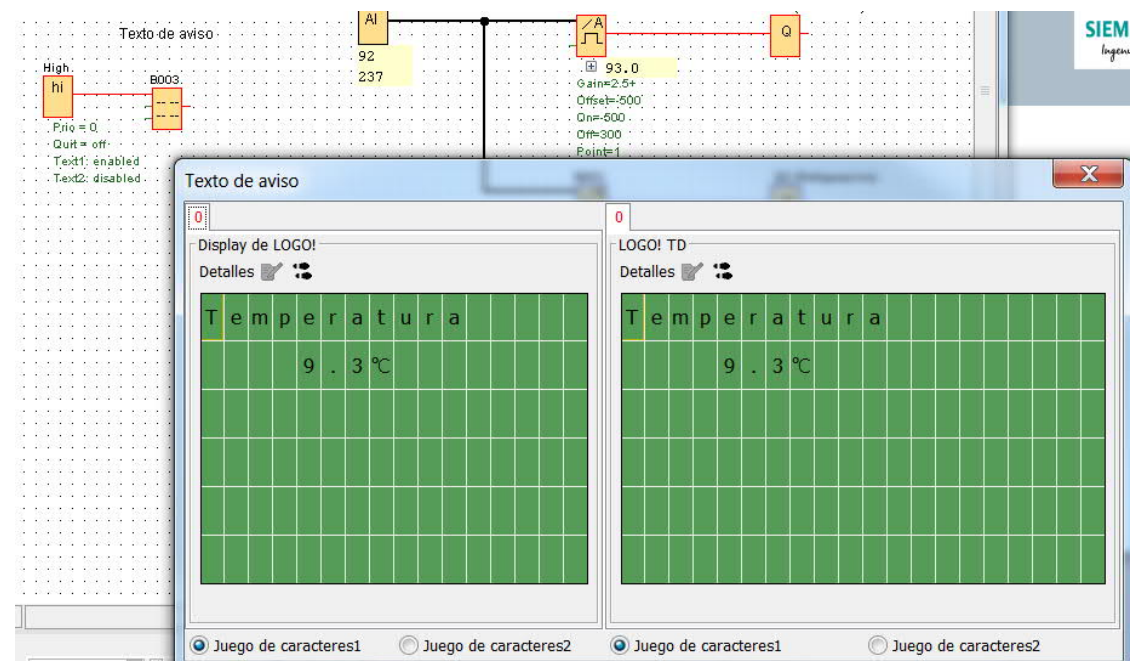 Texto de aviso
AI
/A
Q
SIEM
Ingenu
92
237
High
hi
B003
93.0
Gain=2.5+
Offset=-500
On=-500
Off=300
Point=1
Prio = 0
Quit = off
Text1: enabled
Text2: disabled
Texto de aviso
X
0
0
Display de LOGO!
LOGO! TD
Detalles
Detalles
Temperatura
Temperatura
9.3℃
9.3℃
Juego de caracteres1
Juego de caracteres2
Juego de caracteres1
Juego de caracteres2